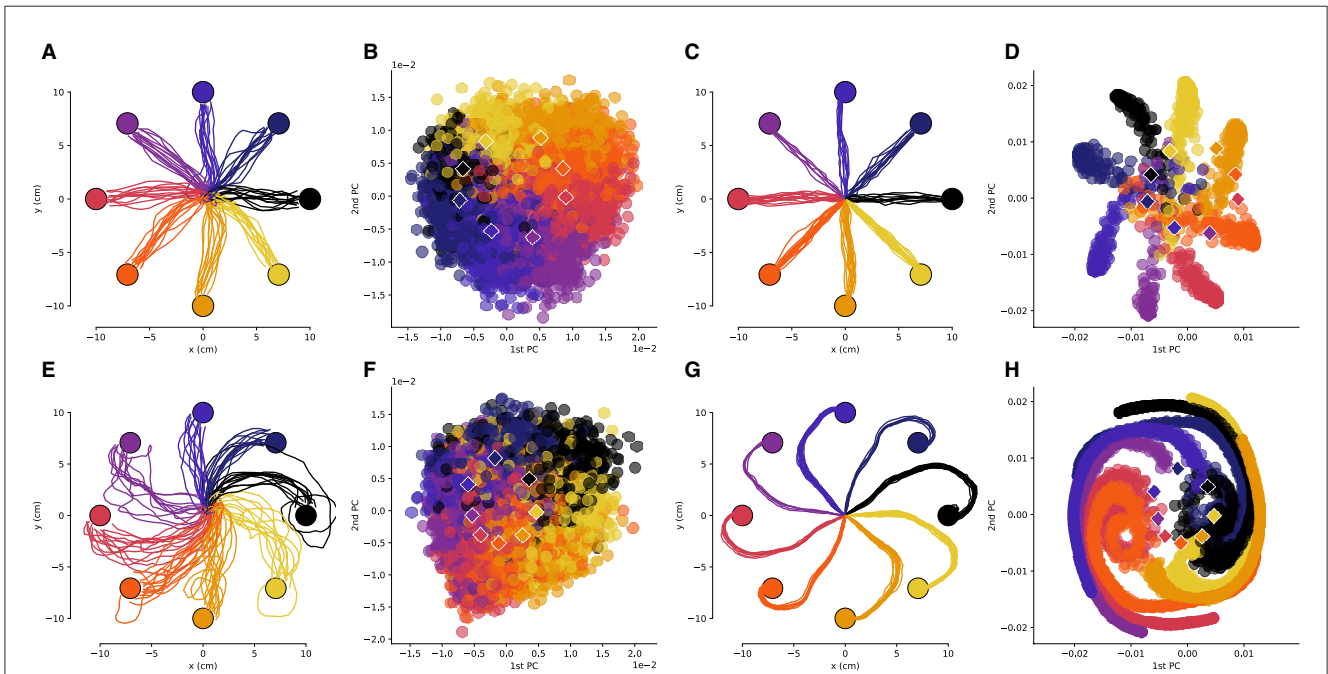 A
10
5
0
−5
−10
y (cm)
−10 −5 0 5 10
x (cm)
B
1e−2
1.5
1.0
0.5
0.0
−0.5
−1.0
−1.5
2nd PC
−1.5 −1.0 −0.5 0.0 0.5 1.0 1.5 2.0
1st PC
1e−2
C
10
5
0
−5
−10
y (cm)
−10 −5 0 5 10
x (cm)
D
0.02
0.01
0.00
−0.01
−0.02
2nd PC
−0.02 −0.01 0.00 0.01
1st PC
E
10
5
0
−5
−10
y (cm)
−10 −5 0 5 10
x (cm)
F
1e−2
1.5
1.0
0.5
0.0
−0.5
−1.0
−1.5
−2.0
2nd PC
−1.5 −1.0 −0.5 0.0 0.5 1.0 1.5 2.0
1st PC
1e−2
G
10
5
0
−5
−10
y (cm)
−10 −5 0 5 10
x (cm)
H
0.02
0.01
0.00
−0.01
−0.02
2nd PC
−0.02 −0.01 0.00 0.01
1st PC